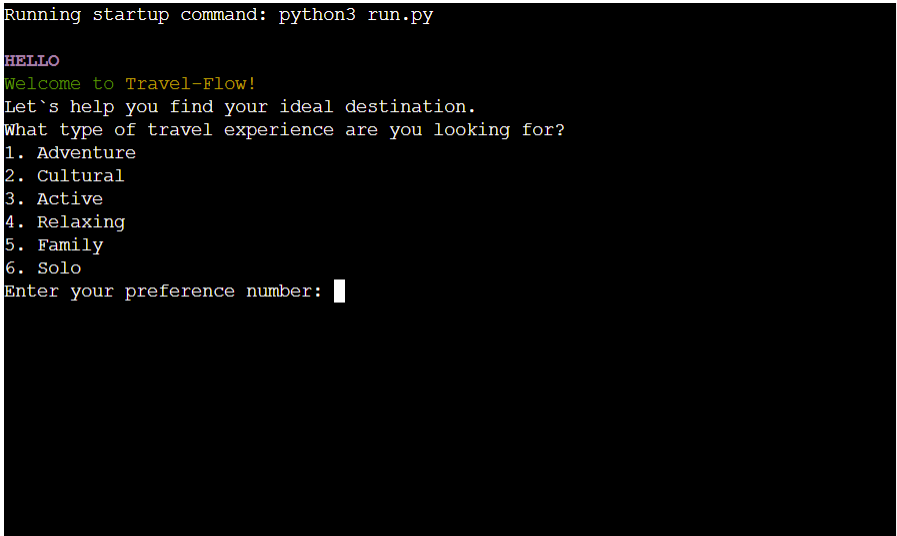 Running startup command: python3 run.py
HELLO
Welcome to Travel-Flow!
Let`s help you find your ideal destination.
What type of travel experience are you looking for?
1. Adventure
2. Cultural
3. Active
4. Relaxing
5. Family
6. Solo
Enter your preference number: